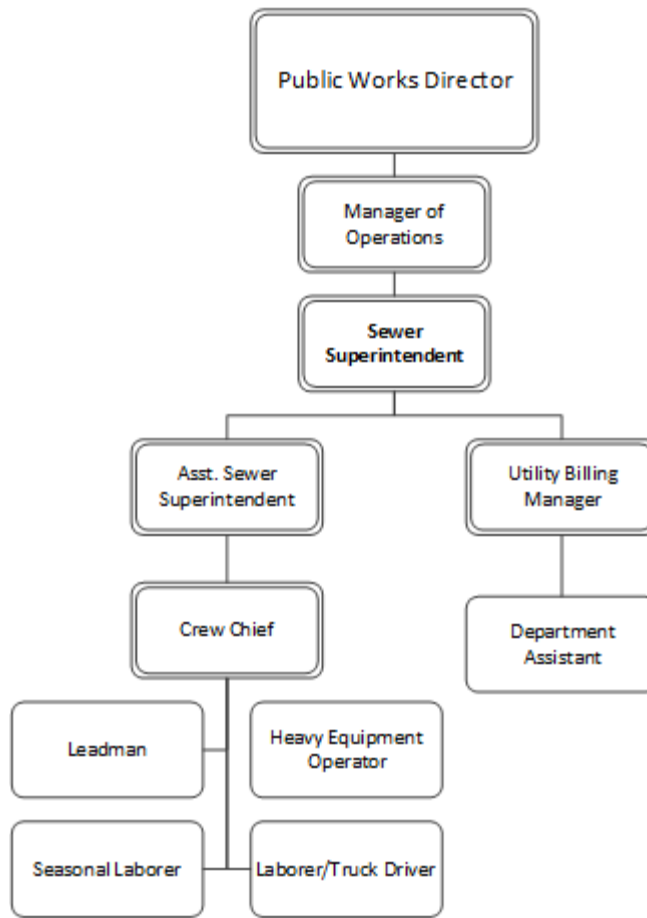 Public Works Director
Manager of
Operations
Sewer
Superintendent
Asst. Sewer
Superintendent
Utility Billing
Manager
Crew Chief
Department
Assistant
Leadman
Heavy Equipment
Operator
Seasonal Laborer
Laborer/Truck Driver